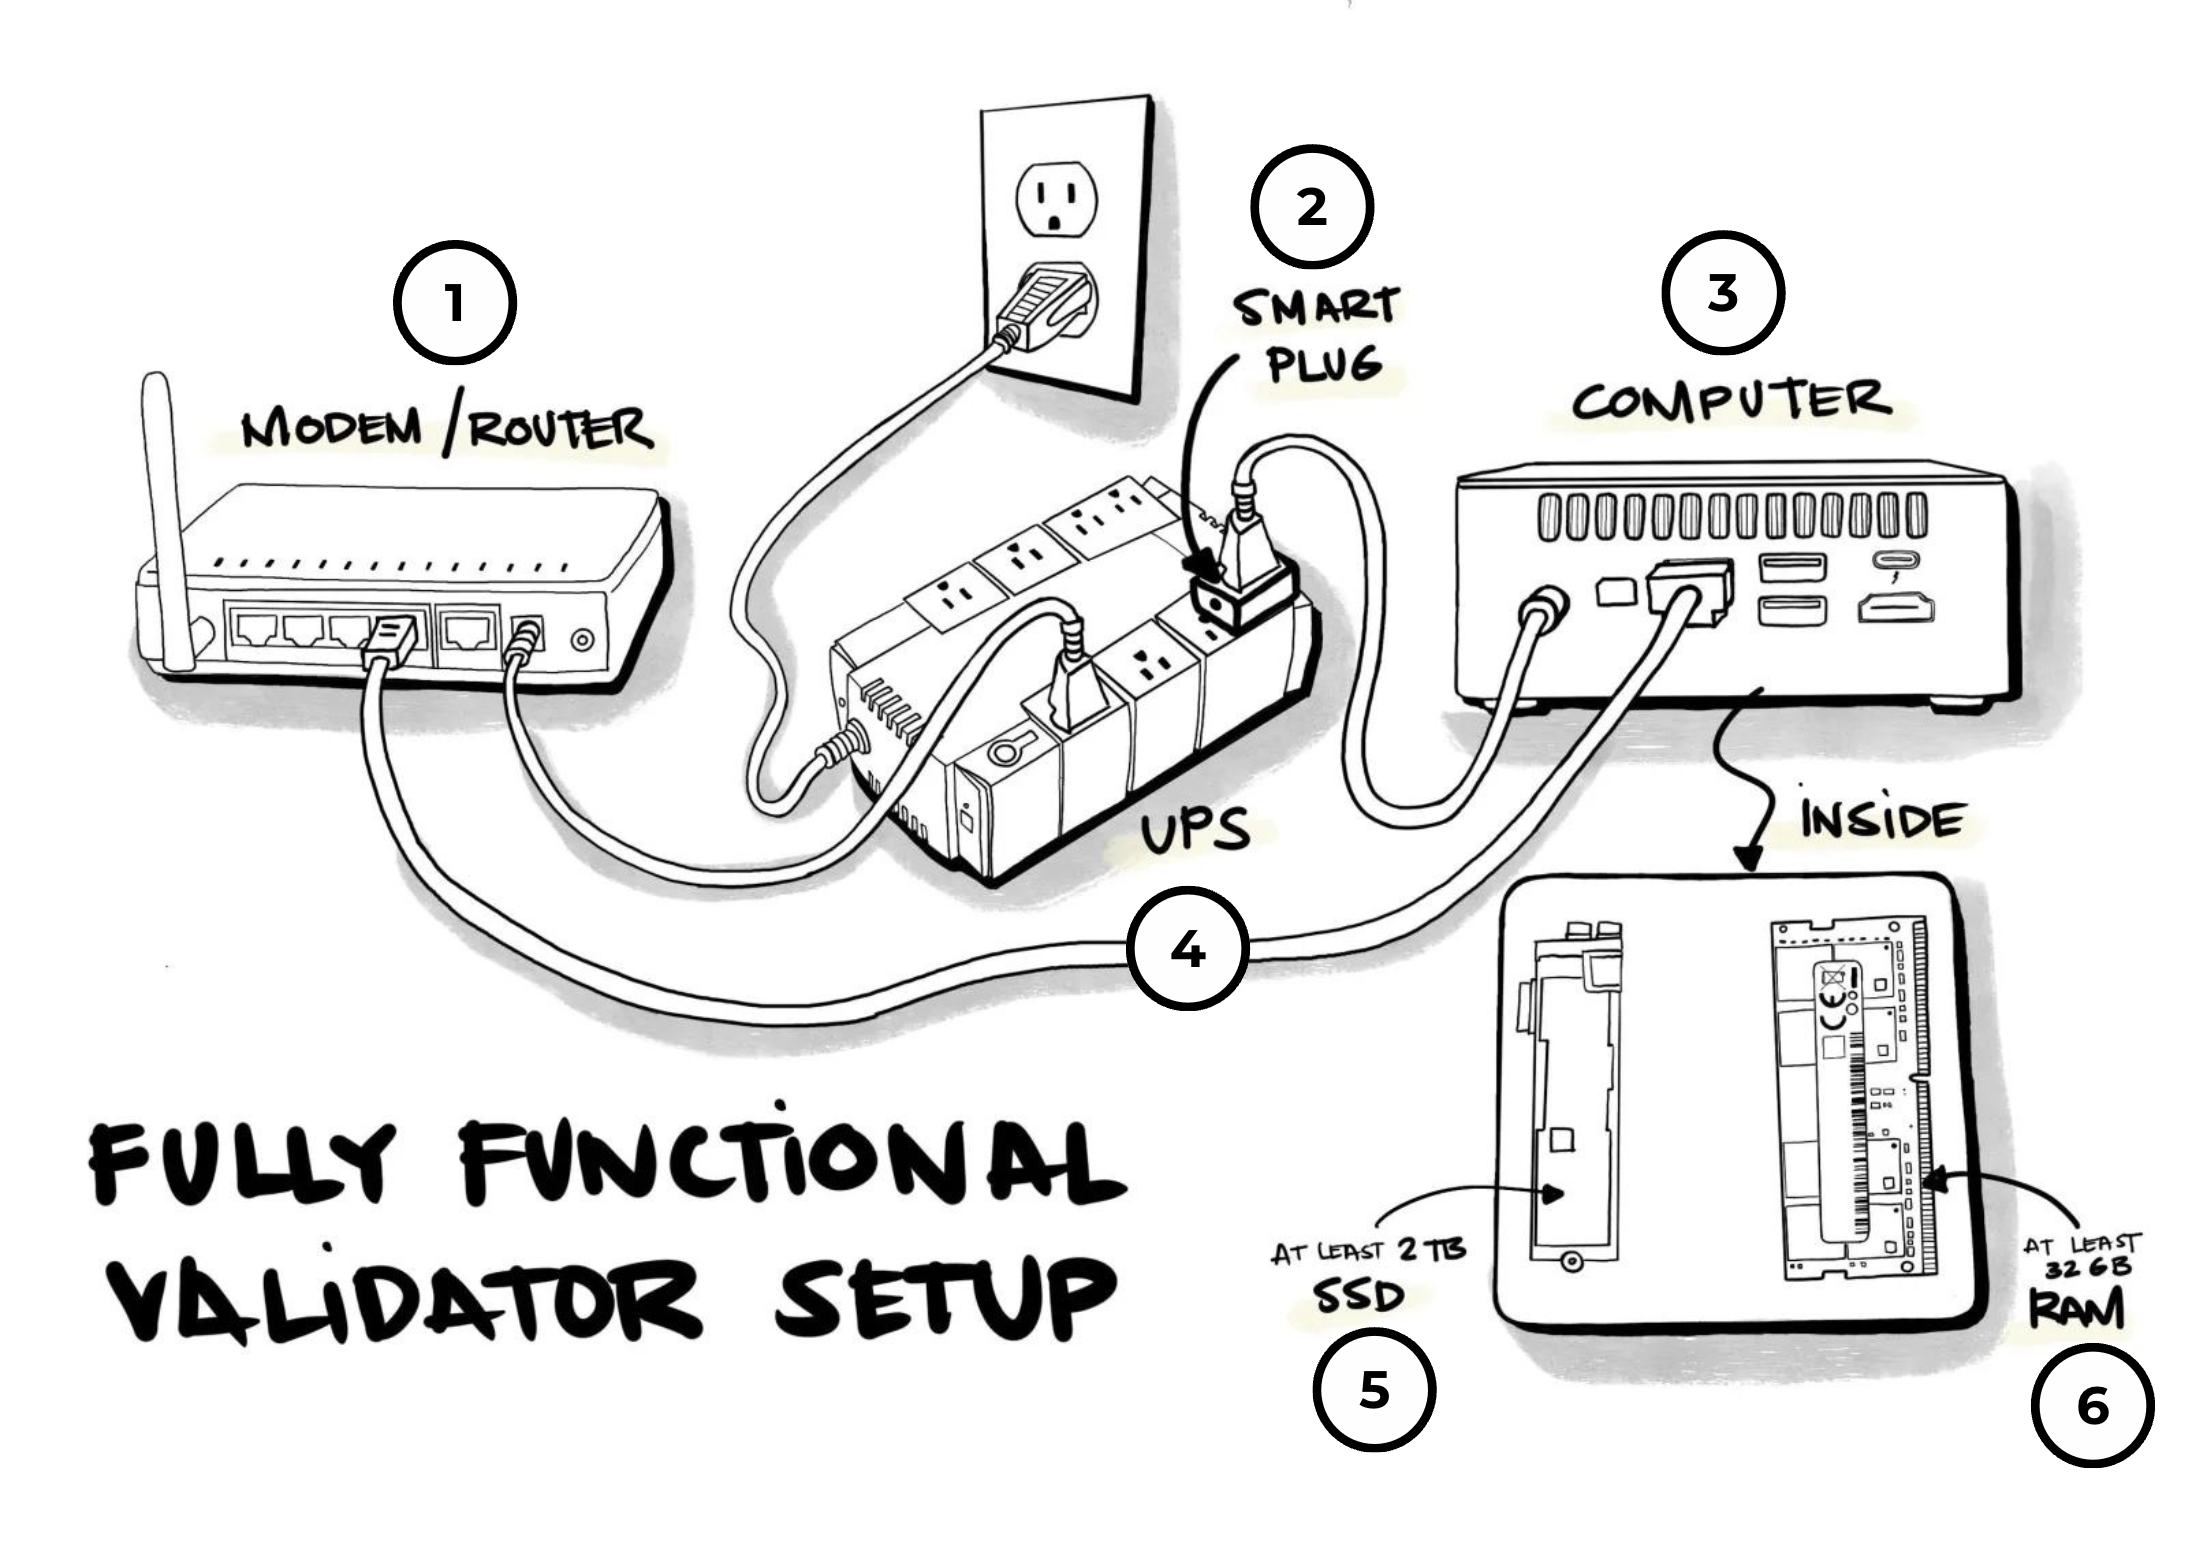 1
MODEM/ROUTER
2
SMART
PLUG
3
COMPUTER
UPS
4
INSIDE
CE
AT LEAST 2 TB
SSD
5
AT LEAST
32 GB
RAM
6
FULLY FUNCTIONAL
VALIDATOR SETUP